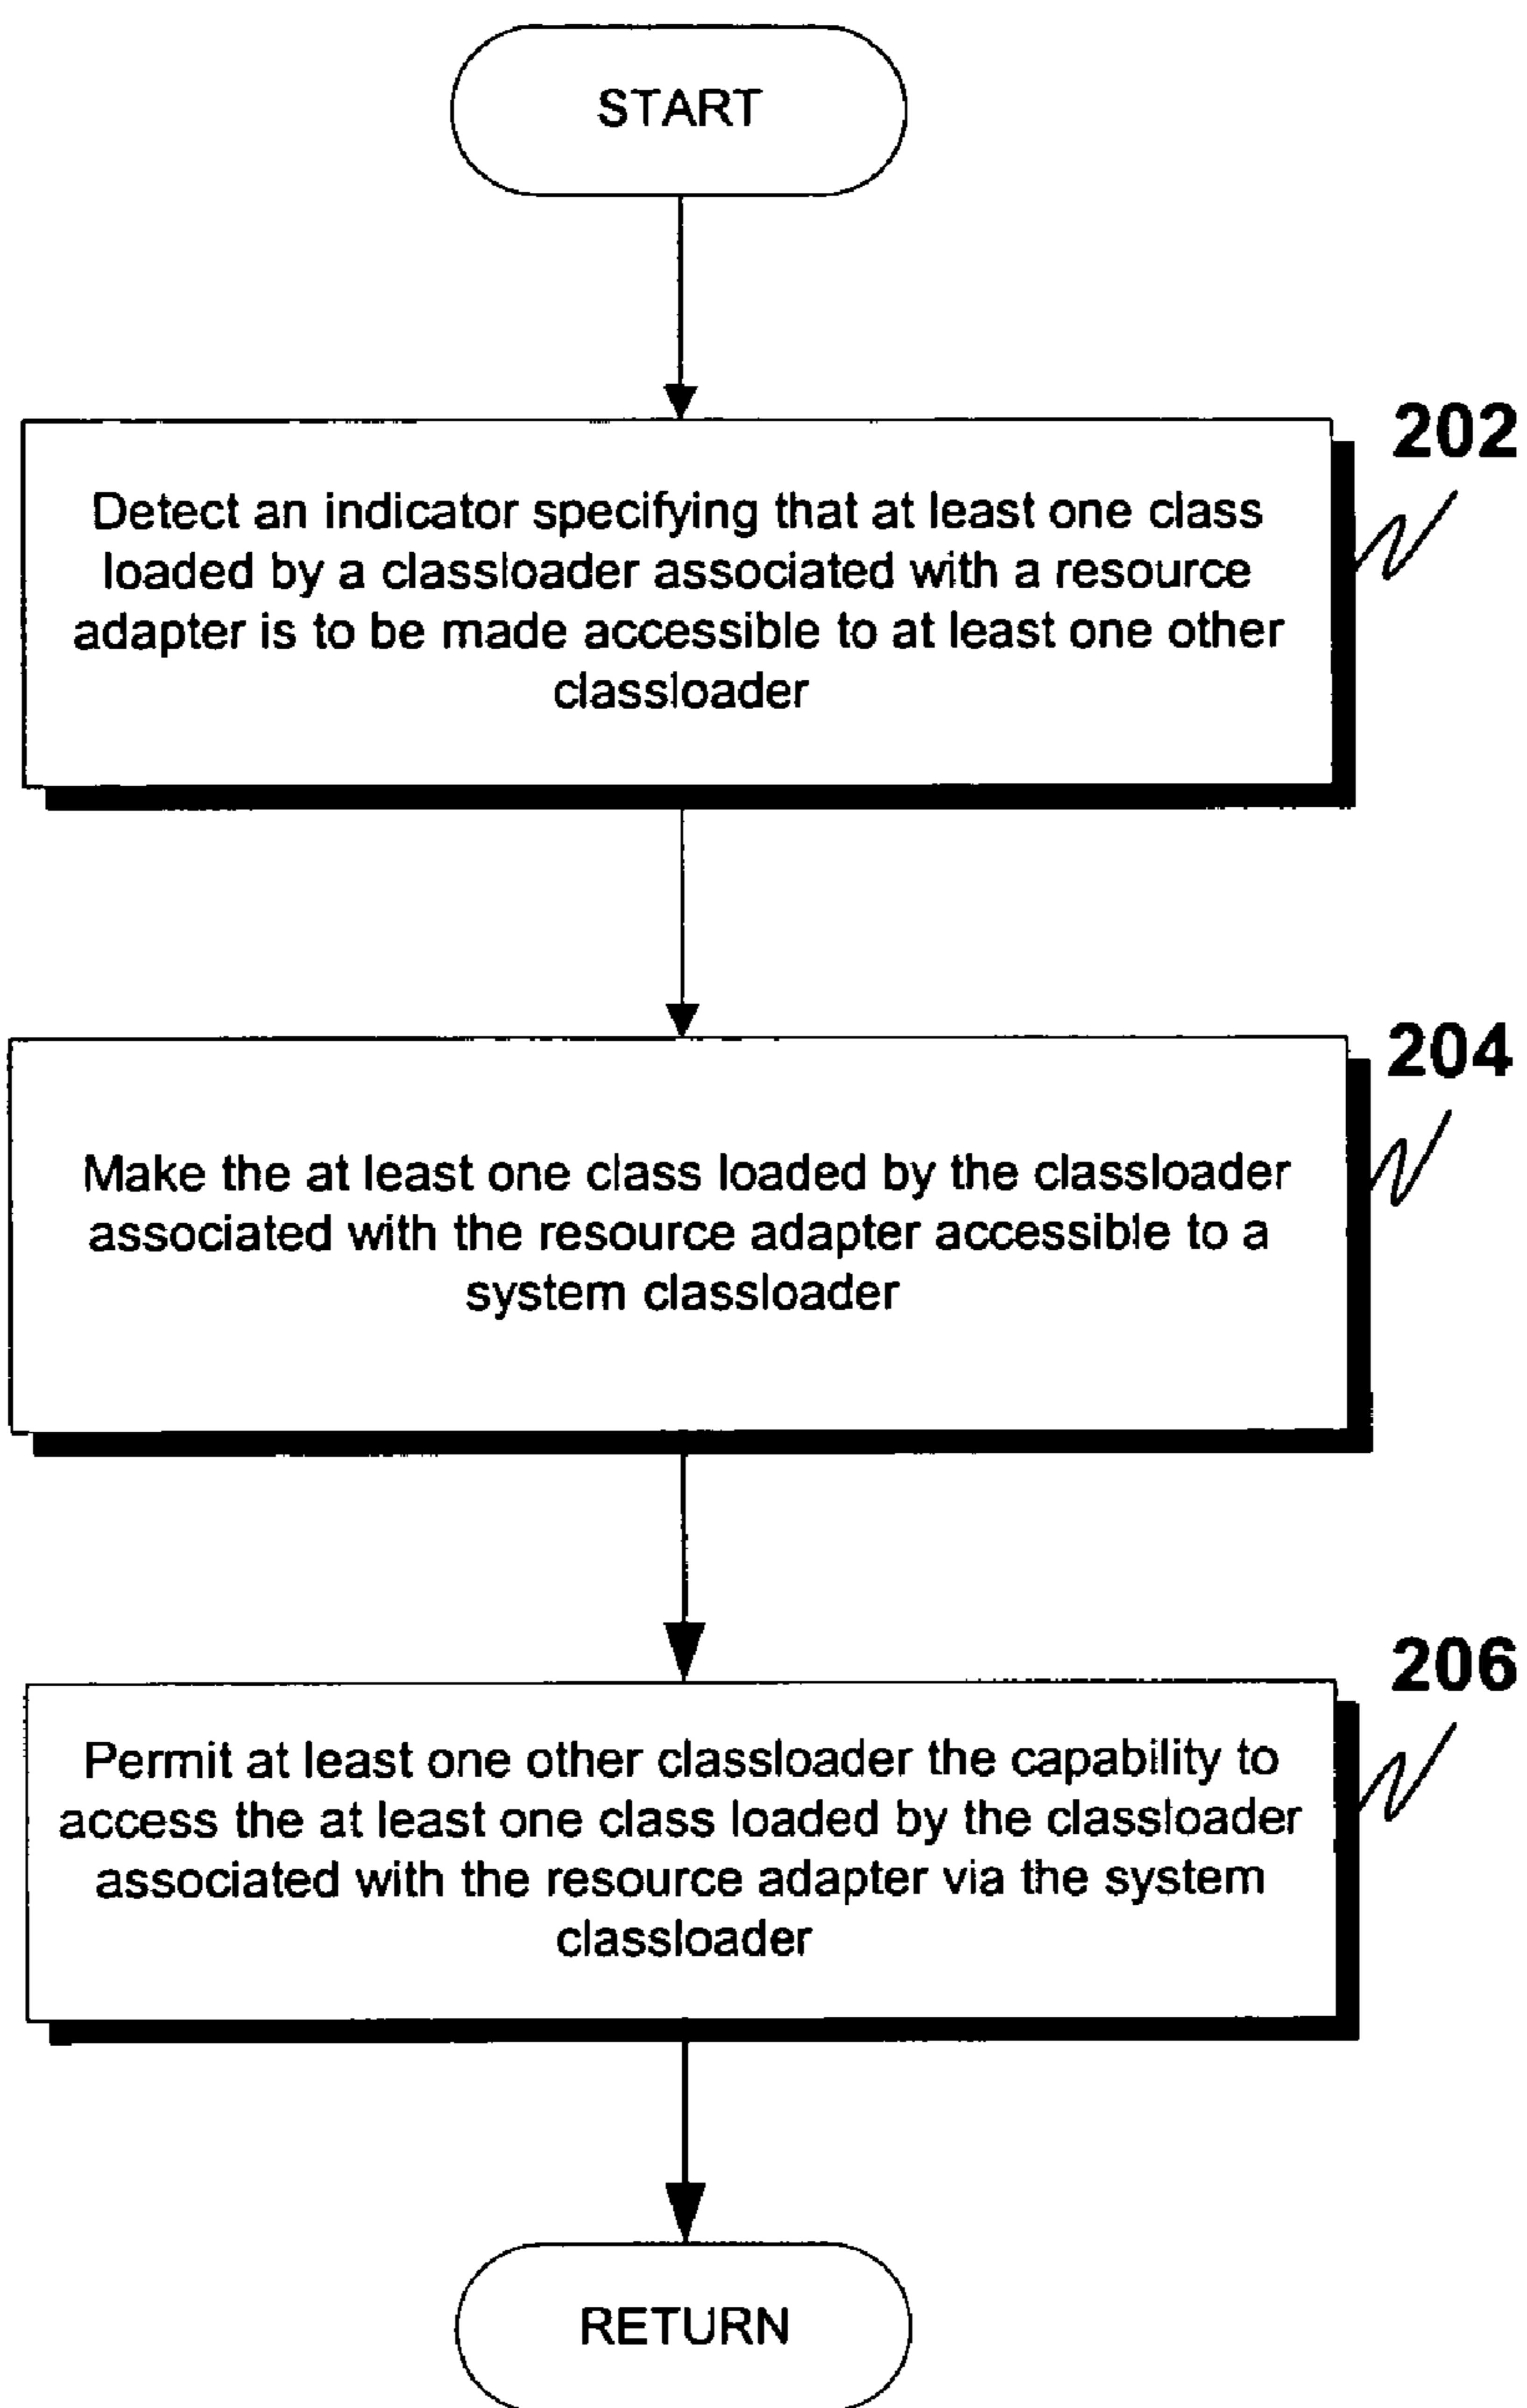 START
202
Detect an indicator specifying that at least one class
loaded by a classloader associated with a resource
adapter is to be made accessible to at least one other
classloader
204
Make the at least one class loaded by the classloader
associated with the resource adapter accessible to a
system classloader
206
Permit at least one other classloader the capability to
access the at least one class loaded by the classloader
associated with the resource adapter via the system
classloader
RETURN